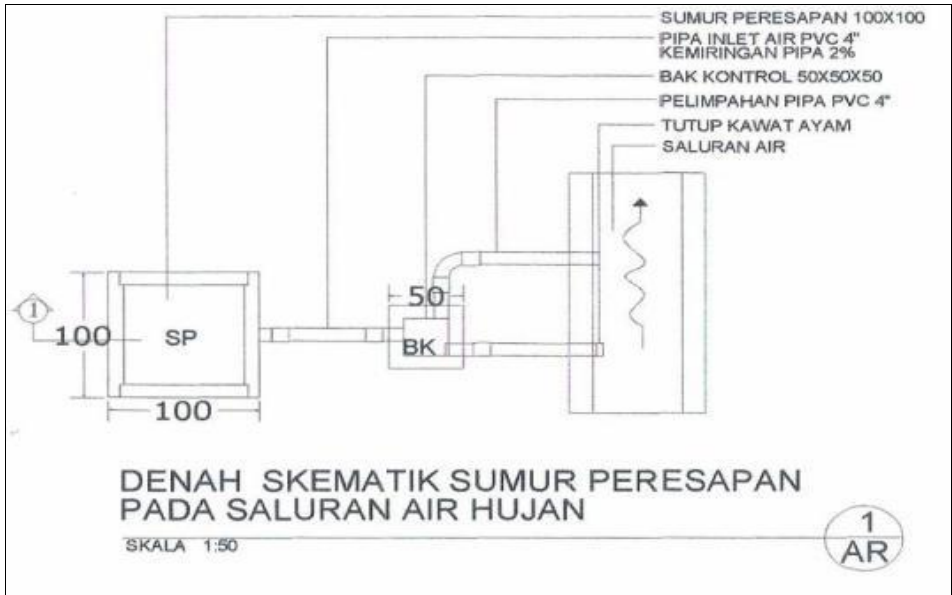 SUMUR PERESAPAN 100X100
PIPA INLET AIR PVC 4"
KEMIRINGAN PIPA 2%
BAK KONTROL 50X50X50
PELIMPAHAN PIPA PVC 4"
TUTUP KAWAT AYAM
SALURAN AIR
50
1
100
SP
BK
100
DENAH SKEMATIK SUMUR PERESAPAN
PADA SALURAN AIR HUJAN
SKALA 1:50
1
AR